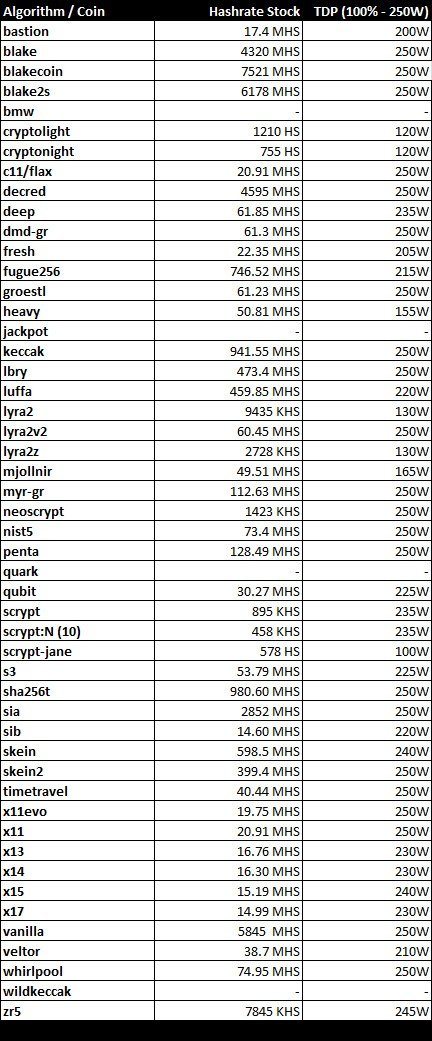 Algorithm / Coin Hashrate Stock TDP (100% - 250W)
bastion 17.4 MHS 200W
blake 4320 MHS 250W
blakecoin 7521 MHS 250W
blake2s 6178 MHS 250W
bmw - -
cryptolight 1210 HS 120W
cryptonight 755 HS 120W
c11/flax 20.91 MHS 250W
decred 4595 MHS 250W
deep 61.85 MHS 235W
dmd-gr 61.3 MHS 250W
fresh 22.35 MHS 205W
fugue256 746.52 MHS 215W
groestl 61.23 MHS 250W
heavy 50.81 MHS 155W
jackpot - -
keccak 941.55 MHS 250W
lbry 473.4 MHS 250W
luffa 459.85 MHS 220W
lyra2 9435 KHS 130W
lyra2v2 60.45 MHS 250W
lyra2z 2728 KHS 130W
mjollnir 49.51 MHS 165W
myr-gr 112.63 MHS 250W
neoscrypt 1423 KHS 250W
nist5 73.4 MHS 250W
penta 128.49 MHS 250W
quark - -
qubit 30.27 MHS 225W
scrypt 895 KHS 235W
scrypt:N (10) 458 KHS 235W
scrypt-jane 578 HS 100W
s3 53.79 MHS 225W
sha256t 980.60 MHS 250W
sia 2852 MHS 250W
sib 14.60 MHS 220W
skein 598.5 MHS 240W
skein2 399.4 MHS 250W
timetravel 40.44 MHS 250W
x11evo 19.75 MHS 250W
x11 20.91 MHS 250W
x13 16.76 MHS 230W
x14 16.30 MHS 230W
x15 15.19 MHS 240W
x17 14.99 MHS 230W
vanilla 5845 MHS 250W
veltor 38.7 MHS 210W
whirlpool 74.95 MHS 250W
wildkeccak - -
zr5 7845 KHS 245W